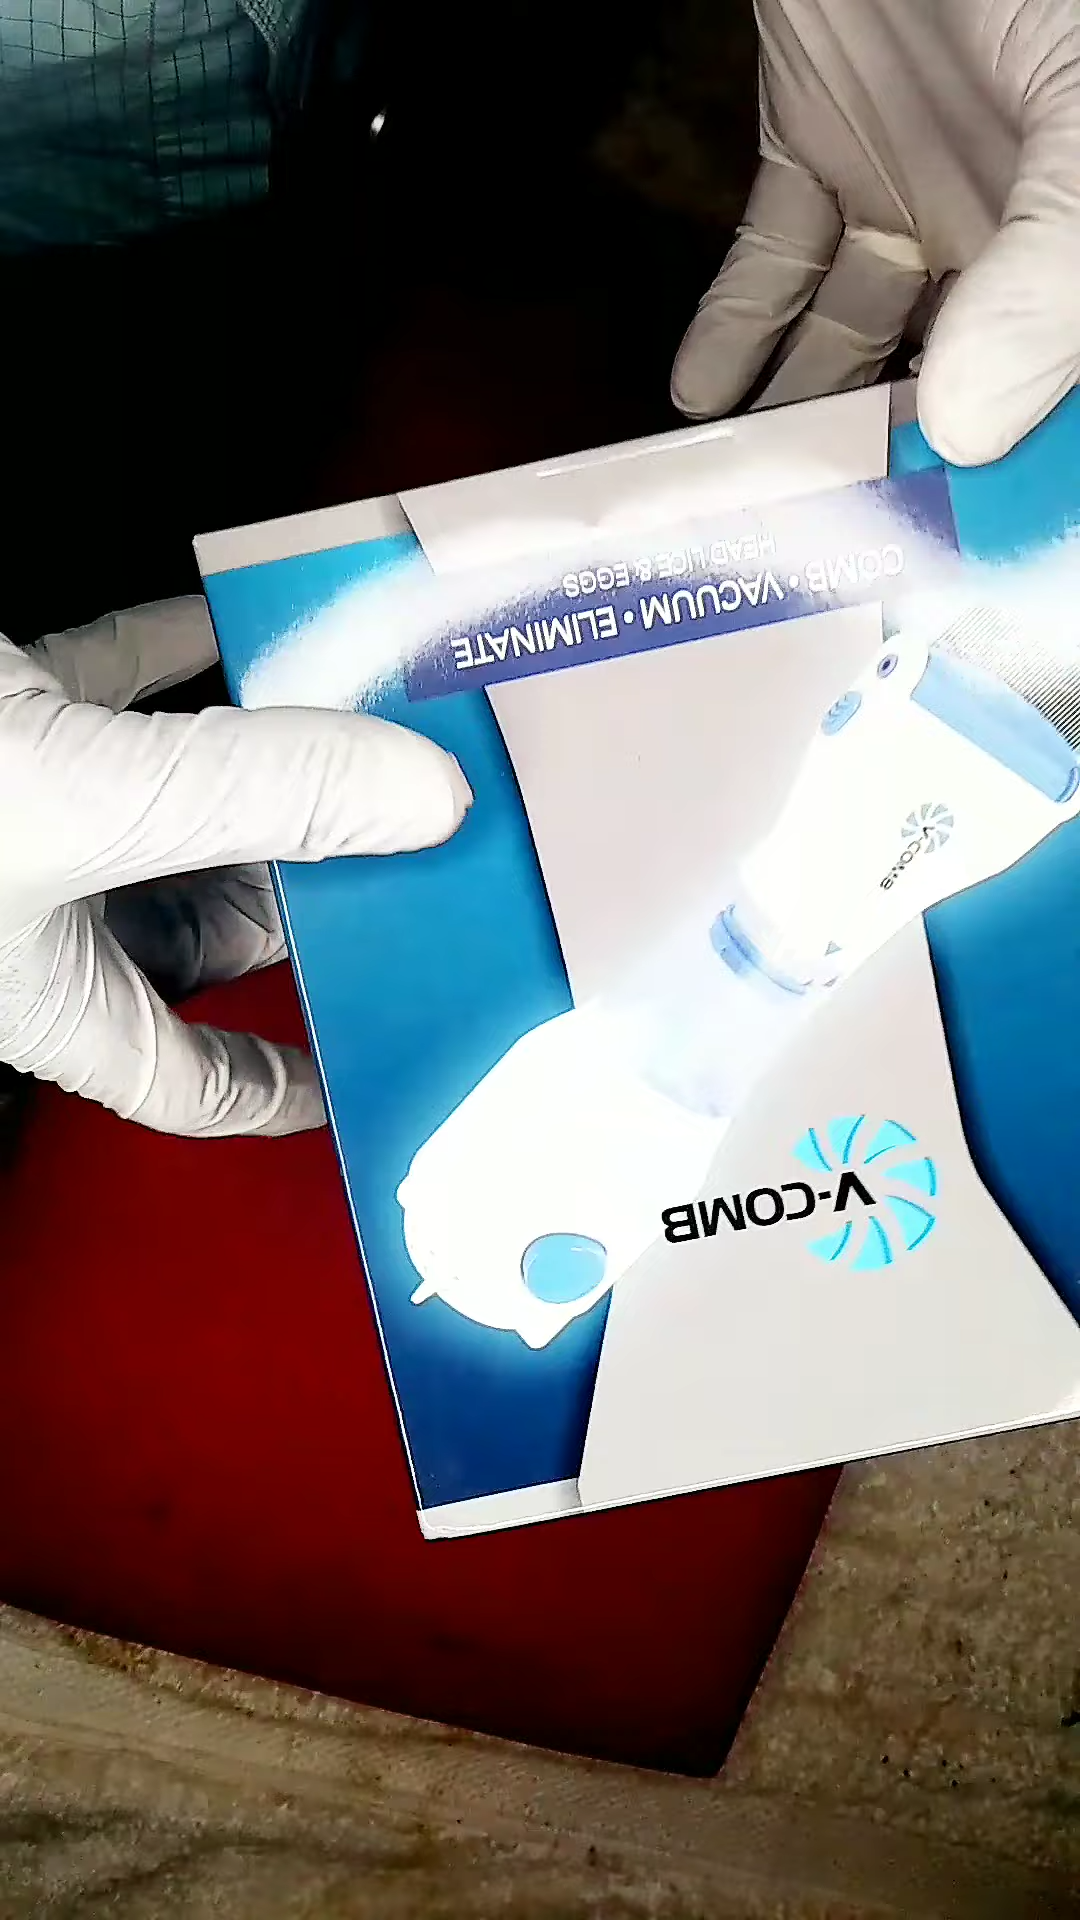 V-COMB
V-COMB
COMB • VACUUM • ELIMINATE
HEAD LICE & EGGS